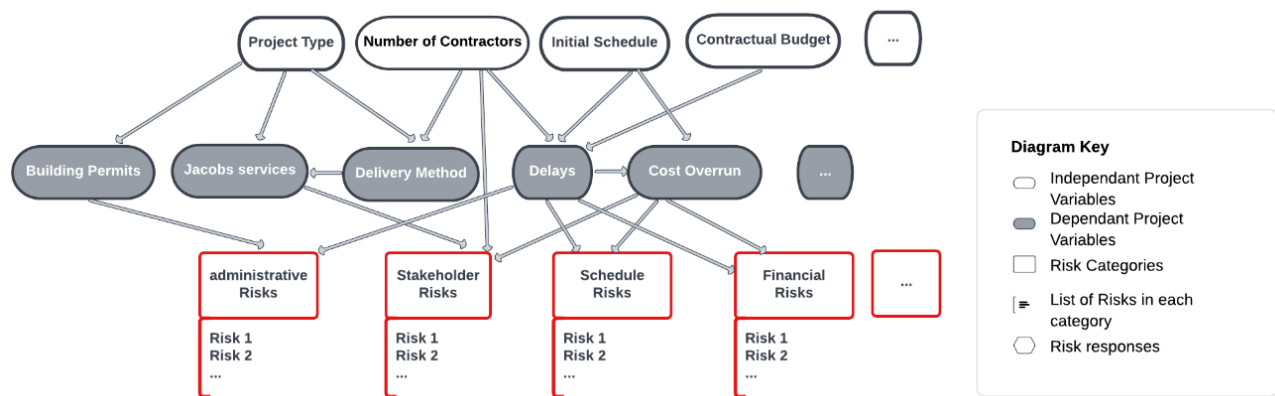 Project Type
Number of Contractors
Initial Schedule
Contractual Budget
...
Building Permits
Jacobs services
Delivery Method
Delays
Cost Overrun
...
administrative
Risks
Stakeholder
Risks
Schedule
Risks
Financial
Risks
...
Risk 1
Risk 2
...
Risk 1
Risk 2
...
Risk 1
Risk 2
...
Risk 1
Risk 2
...
Diagram Key
Independant Project
Variables
Dependant Project
Variables
Risk Categories
List of Risks in each
category
Risk responses